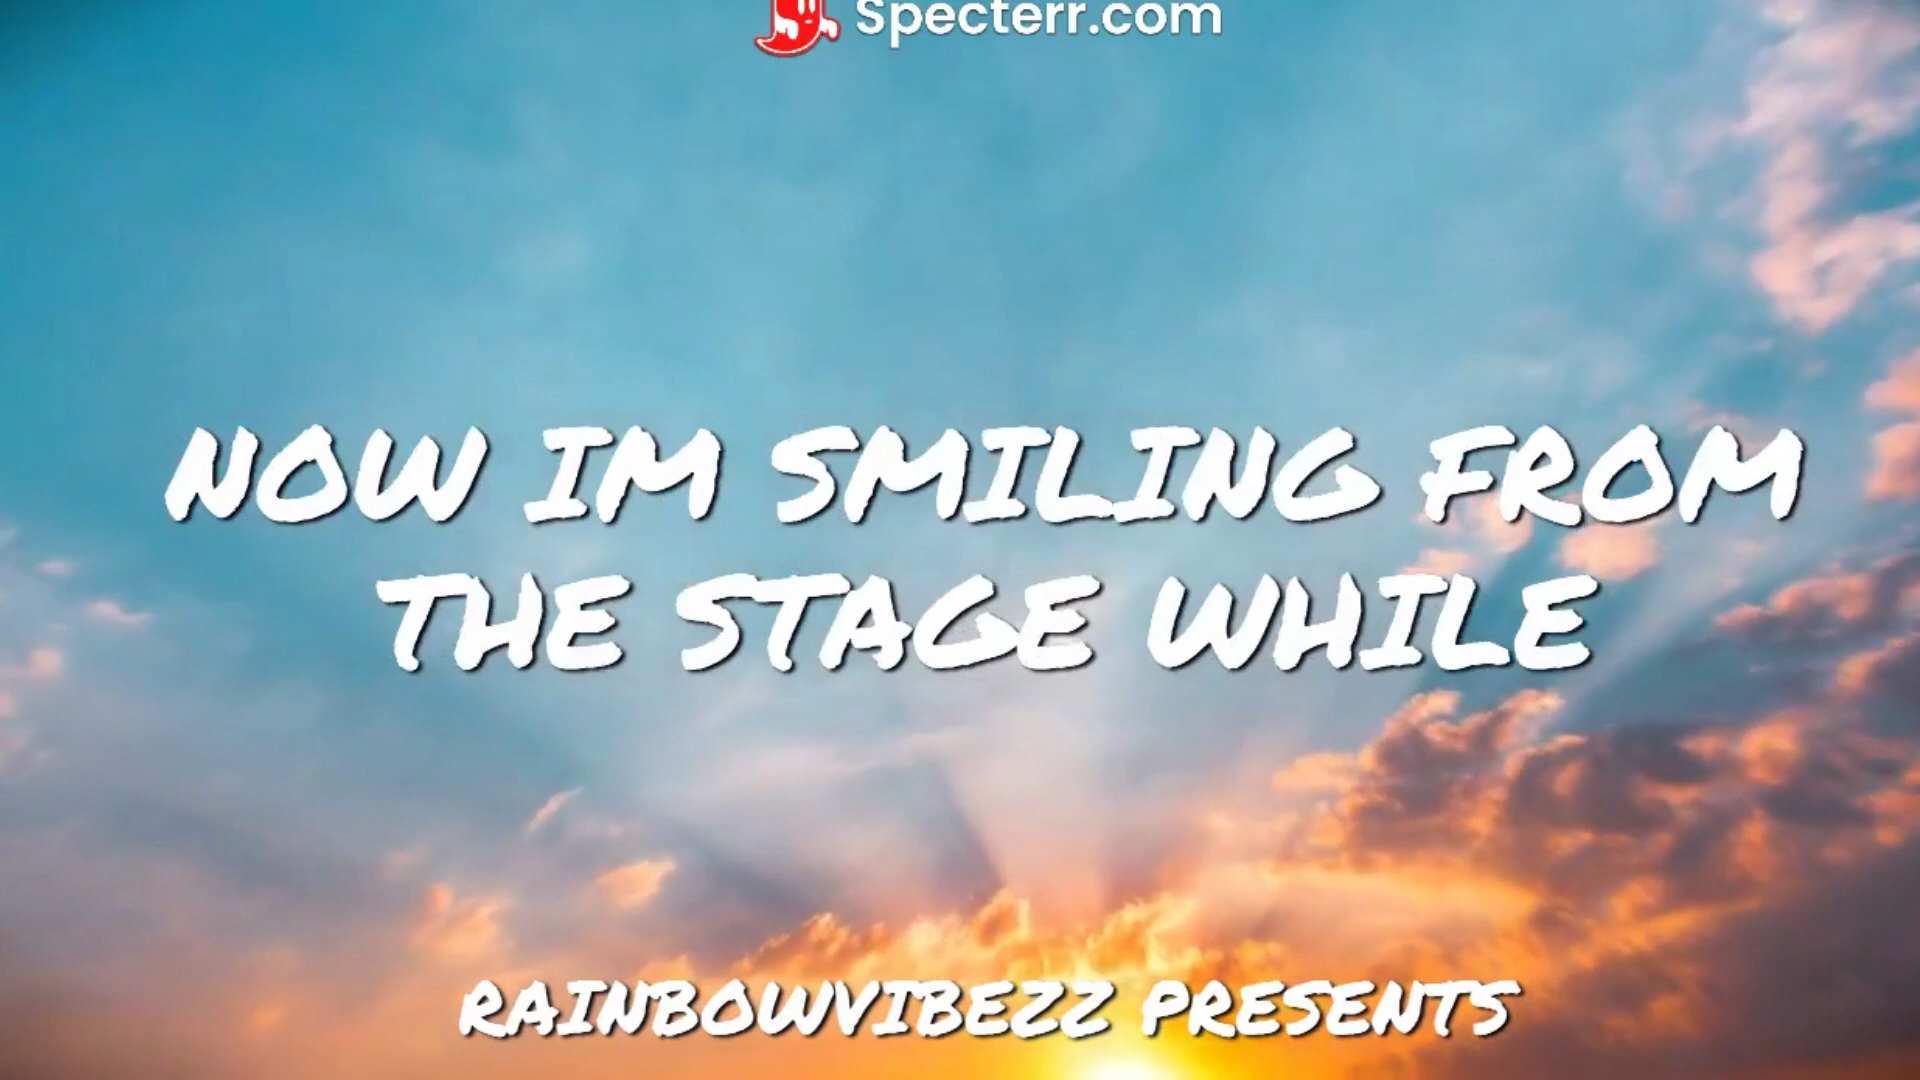 Specterr.com
NOW IM SMILING FROM
THE STAGE WHILE
RAINBOWVIBEZZ PRESENTS